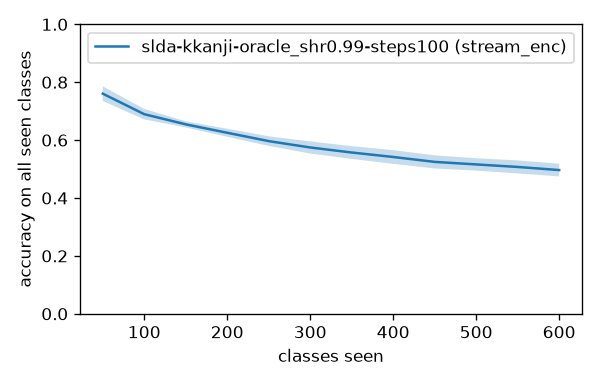 slda-kkanji-oracle_shr0.99-steps100 (stream_enc)
accuracy on all seen classes
1.0
0.8
0.6
0.4
0.2
0.0
100 200 300 400 500 600
classes seen